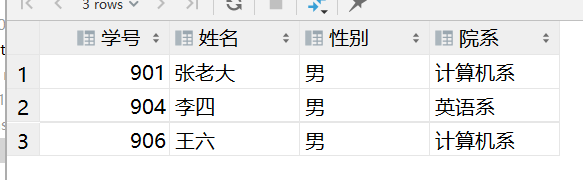 3 rows
学号 姓名 性别 院系
1 901 张老大 男 计算机系
2 904 李四 男 英语系
3 906 王六 男 计算机系